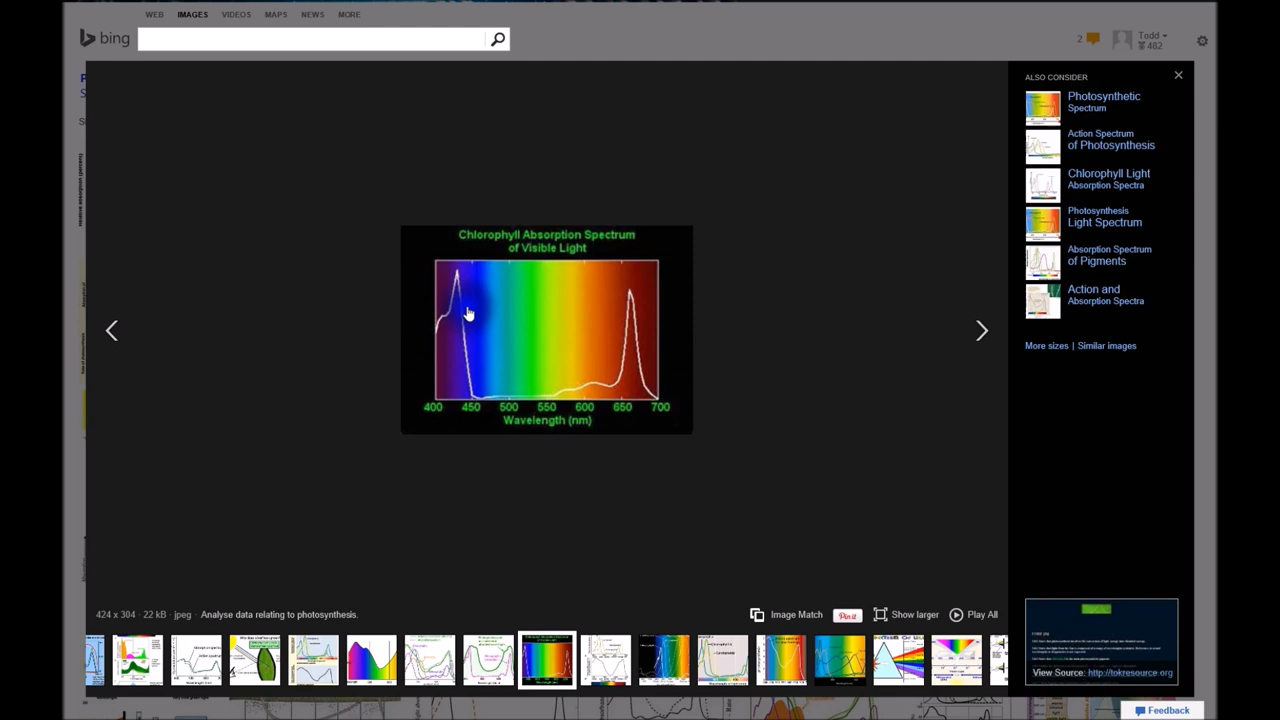 WEB IMAGES VIDEOS MAPS NEWS MORE
bing
2
Todd
482
ALSO CONSIDER
Photosynthetic
Spectrum
Action Spectrum
of Photosynthesis
Chlorophyll Light
Absorption Spectra
Photosynthesis
Light Spectrum
Absorption Spectrum
of Pigments
Action and
Absorption Spectra
More sizes | Similar images
Chlorophyll Absorption Spectrum
of Visible Light
400 450 500 550 600 650 700
Wavelength (nm)
424 x 304 · 22 kB · jpeg · Analyse data relating to photosynthesis.
Image Match
Pin it
Show larger
Play All
View Source: http://tokresource.org
Feedback